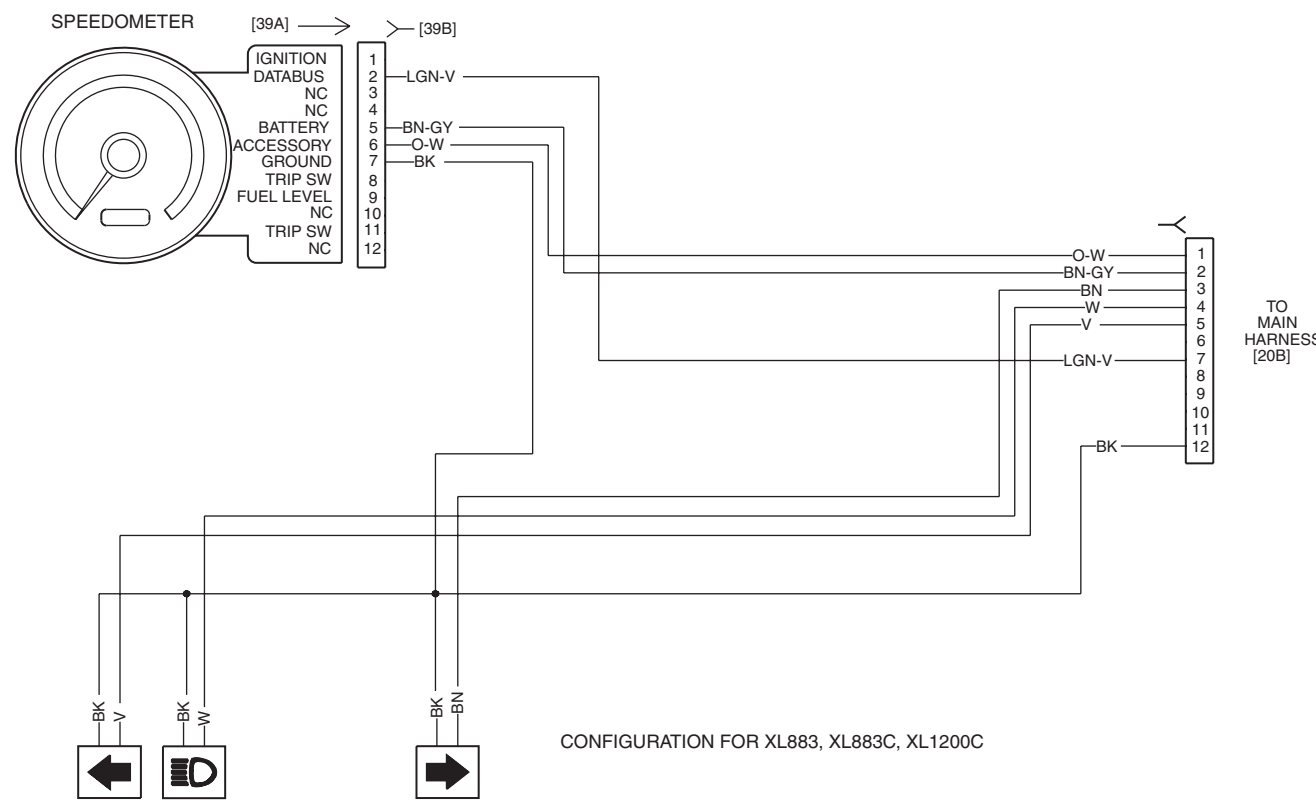 SPEEDOMETER
[39A]
[39B]
IGNITION 1
DATABUS 2 LGN-V
NC 3
NC 4
BATTERY 5 BN-GY
ACCESSORY 6 O-W
GROUND 7 BK
TRIP SW 8
FUEL LEVEL 9
NC 10
TRIP SW 11
NC 12
O-W 1
BN-GY 2
BN 3
W 4
V 5
6
LGN-V 7
8
9
10
11
BK 12
TO
MAIN
HARNESS
[20B]
BK
V
BK
W
BK
BN
CONFIGURATION FOR XL883, XL883C, XL1200C